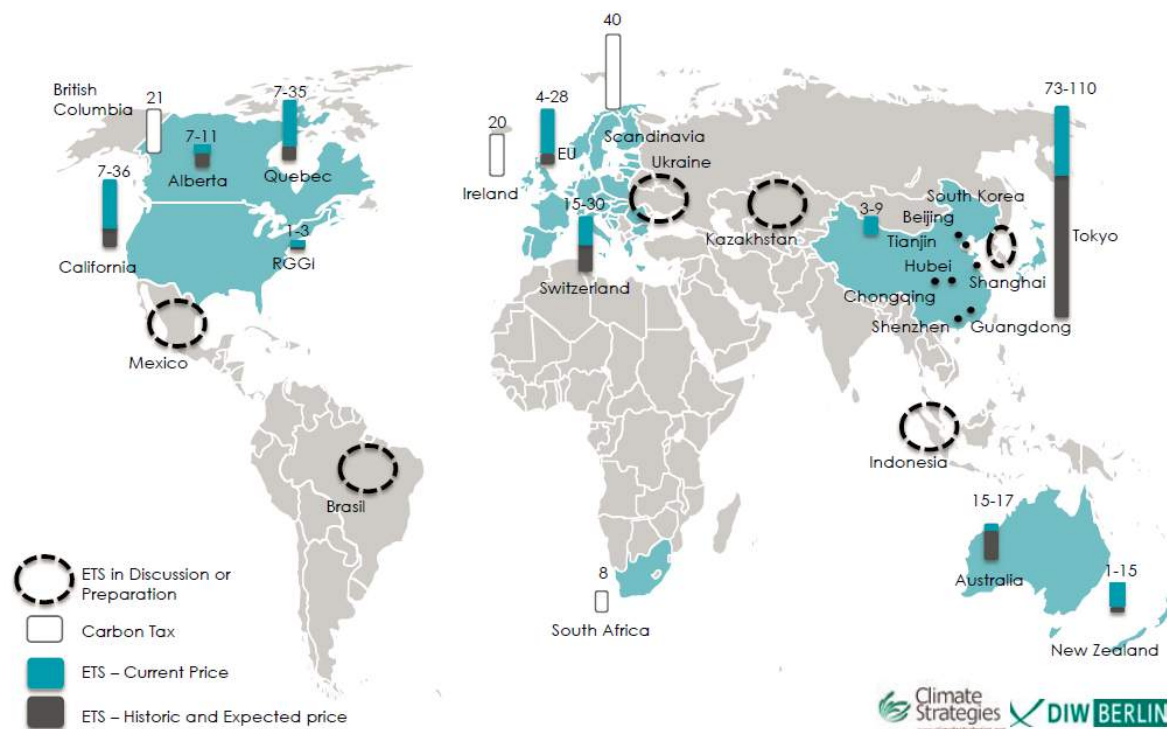 40
British
Columbia
21
7-35
7-11
Alberta
Quebec
7-36
California
1-3
RGGI
Mexico
Brasil
4-28
EU
20
Ireland
Scandinavia
Ukraine
15-30
Switzerland
Kazakhstan
73-110
Tokyo
South Korea
3-9
Beijing
Tianjin
Hubei
Shanghai
Chongqing
Shenzhen
Guangdong
Indonesia
15-17
Australia
1-15
New Zealand
8
South Africa
ETS in Discussion or
Preparation
Carbon Tax
ETS – Current Price
ETS – Historic and Expected price
Climate
Strategies
DIW BERLIN